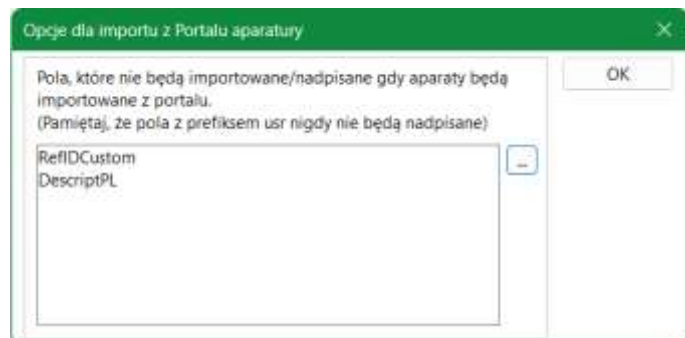 Opcje dla importu z Portalu aparatury
Pola, które nie będą importowane/nadpisane gdy aparaty będą
importowane z portalu.
(Pamiętaj, że pola z prefiksem usr nigdy nie będą nadpisane)
OK
RefIDCustom
DescriptPL
...